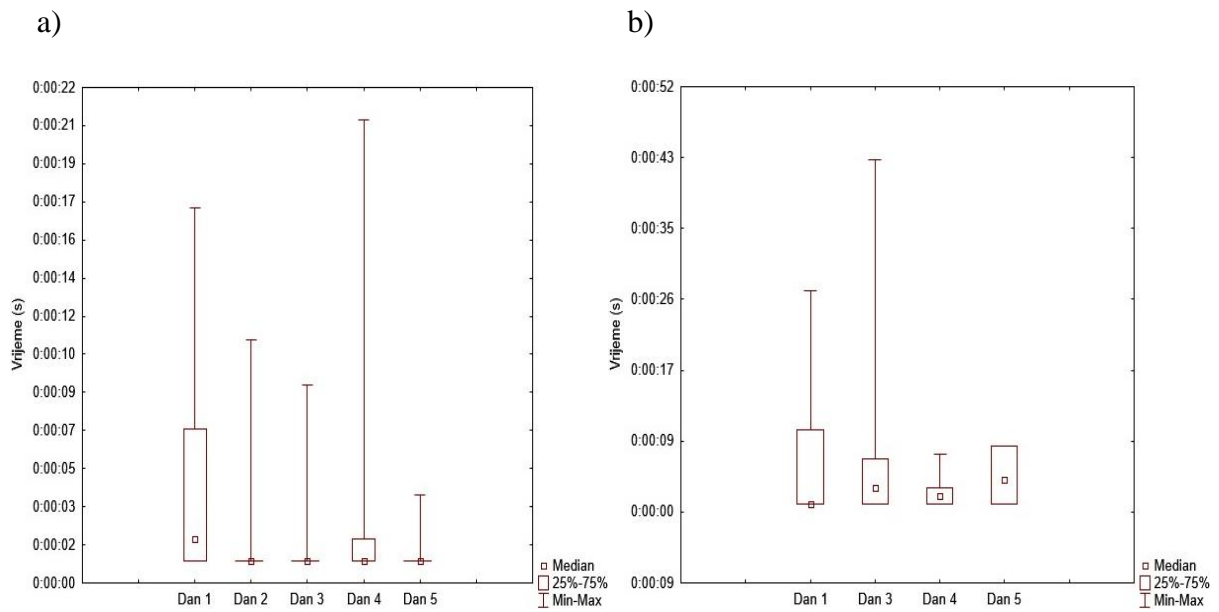 a)
b)
0:00:22
0:00:21
0:00:19
0:00:17
0:00:16
0:00:14
0:00:12
0:00:10
0:00:09
0:00:07
0:00:05
0:00:03
0:00:02
0:00:00
Vrijeme (s)
Dan 1 Dan 2 Dan 3 Dan 4 Dan 5
Median
25%-75%
Min-Max
0:00:52
0:00:43
0:00:35
0:00:26
0:00:17
0:00:09
0:00:00
0:00:09
Vrijeme (s)
Dan 1 Dan 3 Dan 4 Dan 5
Median
25%-75%
Min-Max